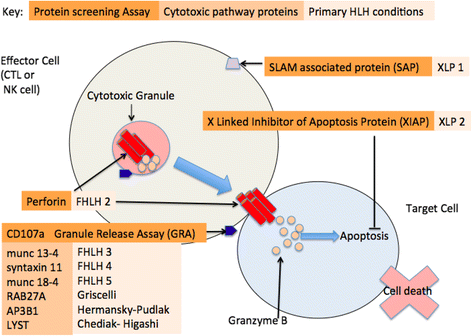 Key: Protein screening Assay Cytotoxic pathway proteins Primary HLH conditions
Effector Cell
(CTL or
NK cell)
SLAM associated protein (SAP) XLP 1
Cytotoxic Granule
X Linked Inhibitor of Apoptosis Protein (XIAP) XLP 2
Perforin FHLH 2
Target Cell
CD107a Granule Release Assay (GRA)
munc 13-4 FHLH 3
syntaxin 11 FHLH 4
munc 18-4 FHLH 5
RAB27A Griscelli
AP3B1 Hermansky-Pudlak
LYST Chediak- Higashi
Apoptosis
Granzyme B
Cell death